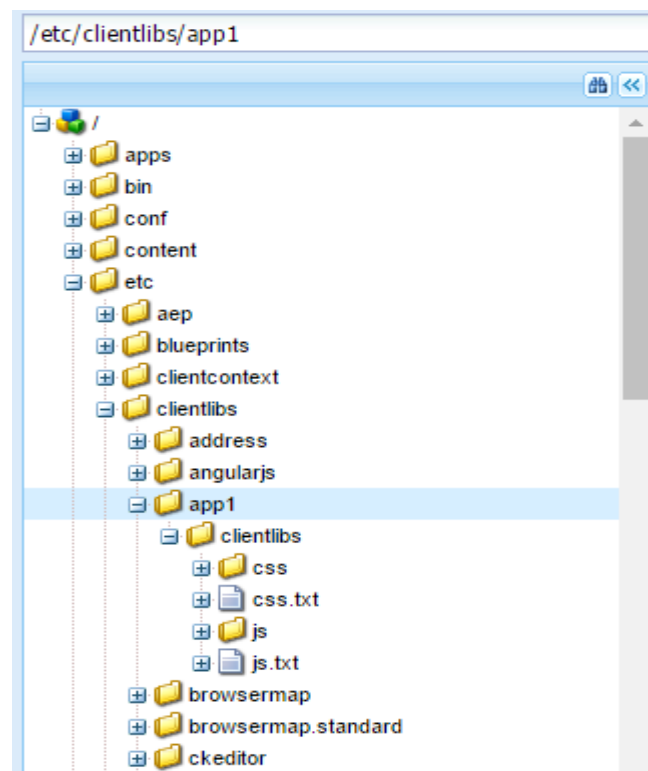 /etc/clientlibs/app1
/
apps
bin
conf
content
etc
aep
blueprints
clientcontext
clientlibs
address
angularjs
app1
clientlibs
css
css.txt
js
js.txt
browsermap
browsermap.standard
ckeditor